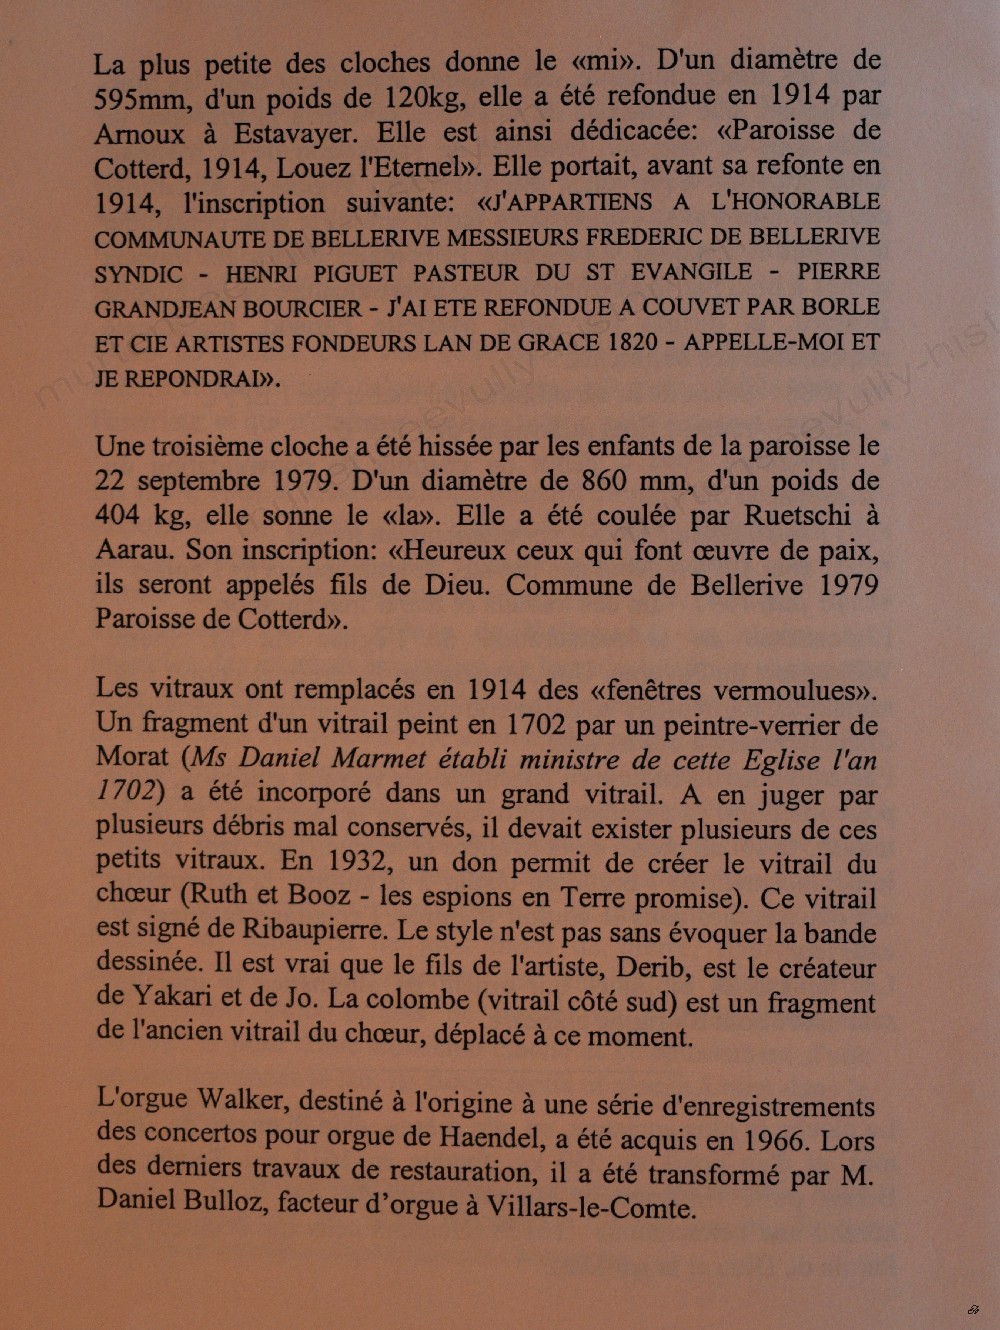 La plus petite des cloches donne le «mi». D'un diamètre de
595mm, d'un poids de 120kg, elle a été refondue en 1914 par
Arnoux à Estavayer. Elle est ainsi dédicacée: «Paroisse de
Cotterd, 1914, Louez l'Eternel». Elle portait, avant sa refonte en
1914, l'inscription suivante: «J'APPARTIENS A L'HONORABLE
COMMUNAUTE DE BELLERIVE MESSIEURS FREDERIC DE BELLERIVE
SYNDIC - HENRI PIGUET PASTEUR DU ST EVANGILE - PIERRE
GRANDJEAN BOURCIER - J'AI ETE REFONDUE A COUVET PAR BORLE
ET CIE ARTISTES FONDEURS LAN DE GRACE 1820 - APPELLE-MOI ET
JE REPONDRAI».
Une troisième cloche a été hissée par les enfants de la paroisse le
22 septembre 1979. D'un diamètre de 860 mm, d'un poids de
404 kg, elle sonne le «la». Elle a été coulée par Ruetschi à
Aarau. Son inscription: «Heureux ceux qui font œuvre de paix,
ils seront appelés fils de Dieu. Commune de Bellerive 1979
Paroisse de Cotterd».
Les vitraux ont remplacés en 1914 des «fenêtres vermoulues».
Un fragment d'un vitrail peint en 1702 par un peintre-verrier de
Morat (Ms Daniel Marmet établi ministre de cette Eglise l'an
1702) a été incorporé dans un grand vitrail. A en juger par
plusieurs débris mal conservés, il devait exister plusieurs de ces
petits vitraux. En 1932, un don permit de créer le vitrail du
chœur (Ruth et Booz - les espions en Terre promise). Ce vitrail
est signé de Ribaupierre. Le style n'est pas sans évoquer la bande
dessinée. Il est vrai que le fils de l'artiste, Derib, est le créateur
de Yakari et de Jo. La colombe (vitrail côté sud) est un fragment
de l'ancien vitrail du chœur, déplacé à ce moment.
L'orgue Walker, destiné à l'origine à une série d'enregistrements
des concertos pour orgue de Haendel, a été acquis en 1966. Lors
des derniers travaux de restauration, il a été transformé par M.
Daniel Bulloz, facteur d’orgue à Villars-le-Comte.